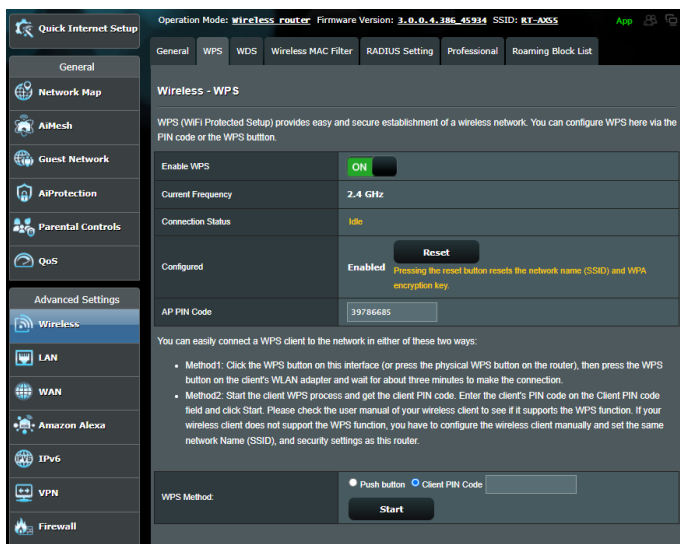 Quick Internet Setup
General
Network Map
AiMesh
Guest Network
AiProtection
Parental Controls
QoS
Advanced Settings
Wireless
LAN
WAN
Amazon Alexa
IPv6
VPN
Firewall
Operation Mode: Wireless router Firmware Version: 3.0.0.4.386_45934 SSID: RT-AX55 App
General WPS WDS Wireless MAC Filter RADIUS Setting Professional Roaming Block List
Wireless - WPS
WPS (WiFi Protected Setup) provides easy and secure establishment of a wireless network. You can configure WPS here via the
PIN code or the WPS buttton.
Enable WPS ON
Current Frequency 2.4 GHz
Connection Status Idle
Configured Enabled Reset
Pressing the reset button resets the network name (SSID) and WPA
encryption key.
AP PIN Code 39786685
You can easily connect a WPS client to the network in either of these two ways:
• Method1: Click the WPS button on this interface (or press the physical WPS button on the router), then press the WPS
button on the client's WLAN adapter and wait for about three minutes to make the connection.
• Method2: Start the client WPS process and get the client PIN code. Enter the client's PIN code on the Client PIN code
field and click Start. Please check the user manual of your wireless client to see if it supports the WPS function. If your
wireless client does not support the WPS function, you have to configure the wireless client manually and set the same
network Name (SSID), and security settings as this router.
WPS Method: Push button Client PIN Code
Start